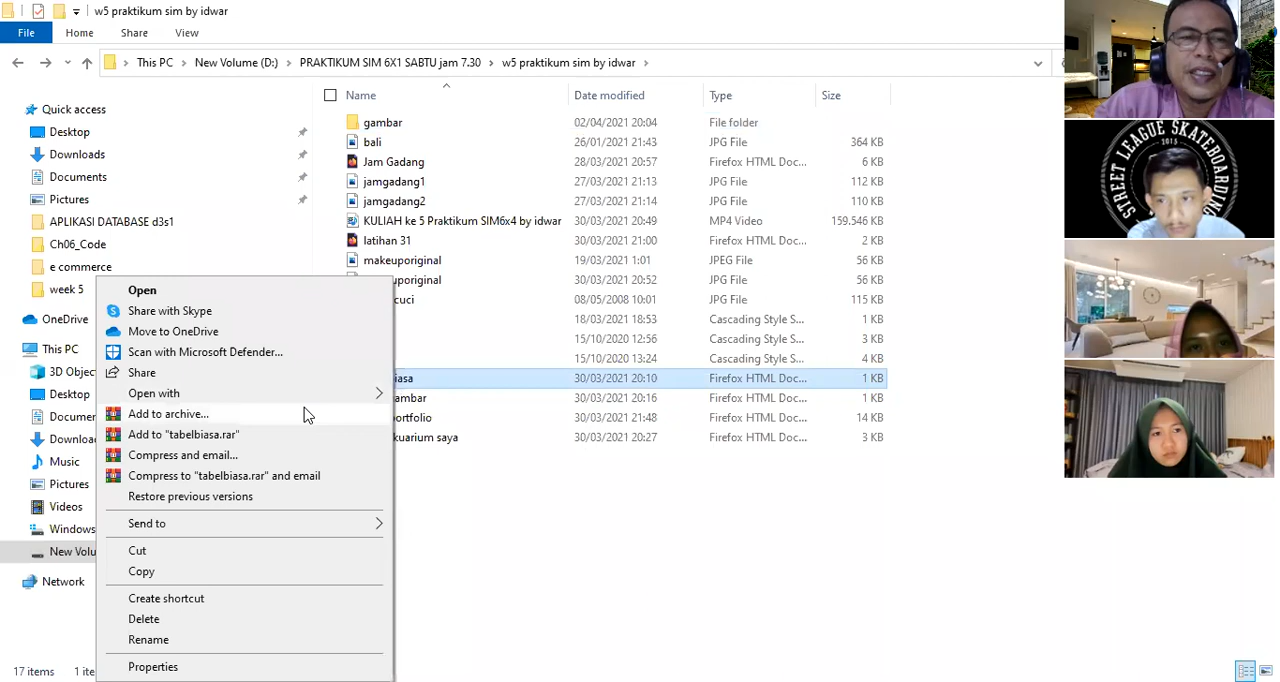 w5 praktikum sim by idwar
File Home Share View
This PC > New Volume (D:) > PRAKTIKUM SIM 6X1 SABTU jam 7.30 > w5 praktikum sim by idwar >
Name Date modified Type Size
Quick access
Desktop
Downloads
Documents
Pictures
APLIKASI DATABASE d3s1
Ch06_Code
e commerce
week 5
OneDrive
This PC
3D Objec
Desktop
Documer
Downloac
Music
Pictures
Videos
Windows
New Volu
Network
gambar 02/04/2021 20:04 File folder
bali 26/01/2021 21:43 JPG File 364 KB
Jam Gadang 28/03/2021 20:57 Firefox HTML Doc... 6 KB
jamgadang1 27/03/2021 21:13 JPG File 112 KB
jamgadang2 27/03/2021 21:14 JPG File 110 KB
KULIAH ke 5 Praktikum SIM6x4 by idwar 30/03/2021 20:49 MP4 Video 159.546 KB
latihan 31 30/03/2021 21:00 Firefox HTML Doc... 2 KB
makeuporiginal 19/03/2021 1:01 JPEG File 56 KB
uporiginal 30/03/2021 20:52 JPG File 56 KB
cuci 08/05/2008 10:01 JPG File 115 KB
18/03/2021 18:53 Cascading Style S... 1 KB
15/10/2020 12:56 Cascading Style S... 3 KB
15/10/2020 13:24 Cascading Style S... 4 KB
iasa 30/03/2021 20:10 Firefox HTML Doc... 1 KB
ambar 30/03/2021 20:16 Firefox HTML Doc... 1 KB
portfolio 30/03/2021 21:48 Firefox HTML Doc... 14 KB
kuarium saya 30/03/2021 20:27 Firefox HTML Doc... 3 KB
Open
Share with Skype
Move to OneDrive
Scan with Microsoft Defender...
Share
Open with
Add to archive...
Add to "tabelbiasa.rar"
Compress and email...
Compress to "tabelbiasa.rar" and email
Restore previous versions
Send to
Cut
Copy
Create shortcut
Delete
Rename
Properties
17 items 1 ite
STREET LEAGUE SKATEBOARDING
2015